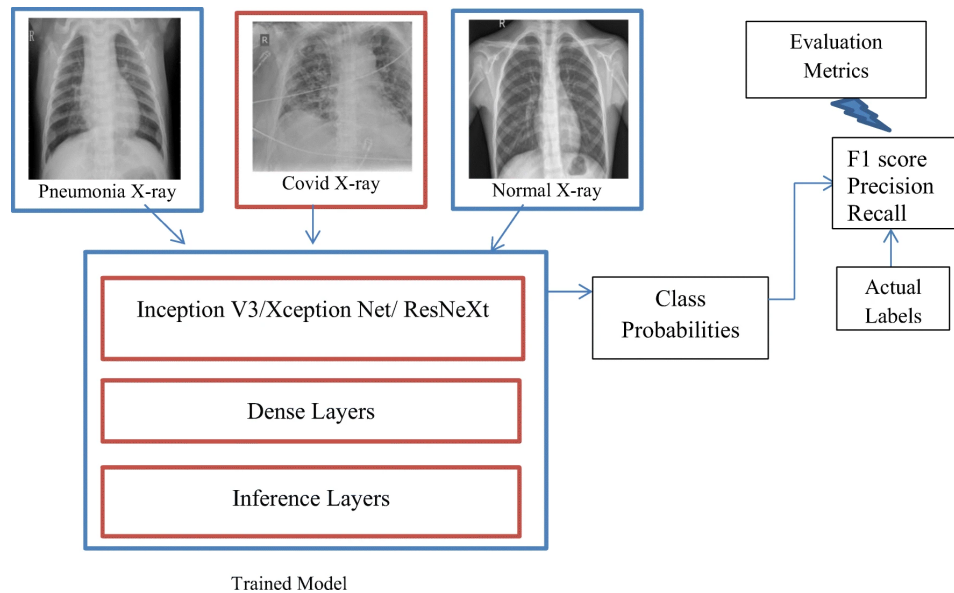 R
R
R
Pneumonia X-ray
Covid X-ray
Normal X-ray
Evaluation
Metrics
F1 score
Precision
Recall
Actual
Labels
Class
Probabilities
Inception V3/Xception Net/ ResNeXt
Dense Layers
Inference Layers
Trained Model